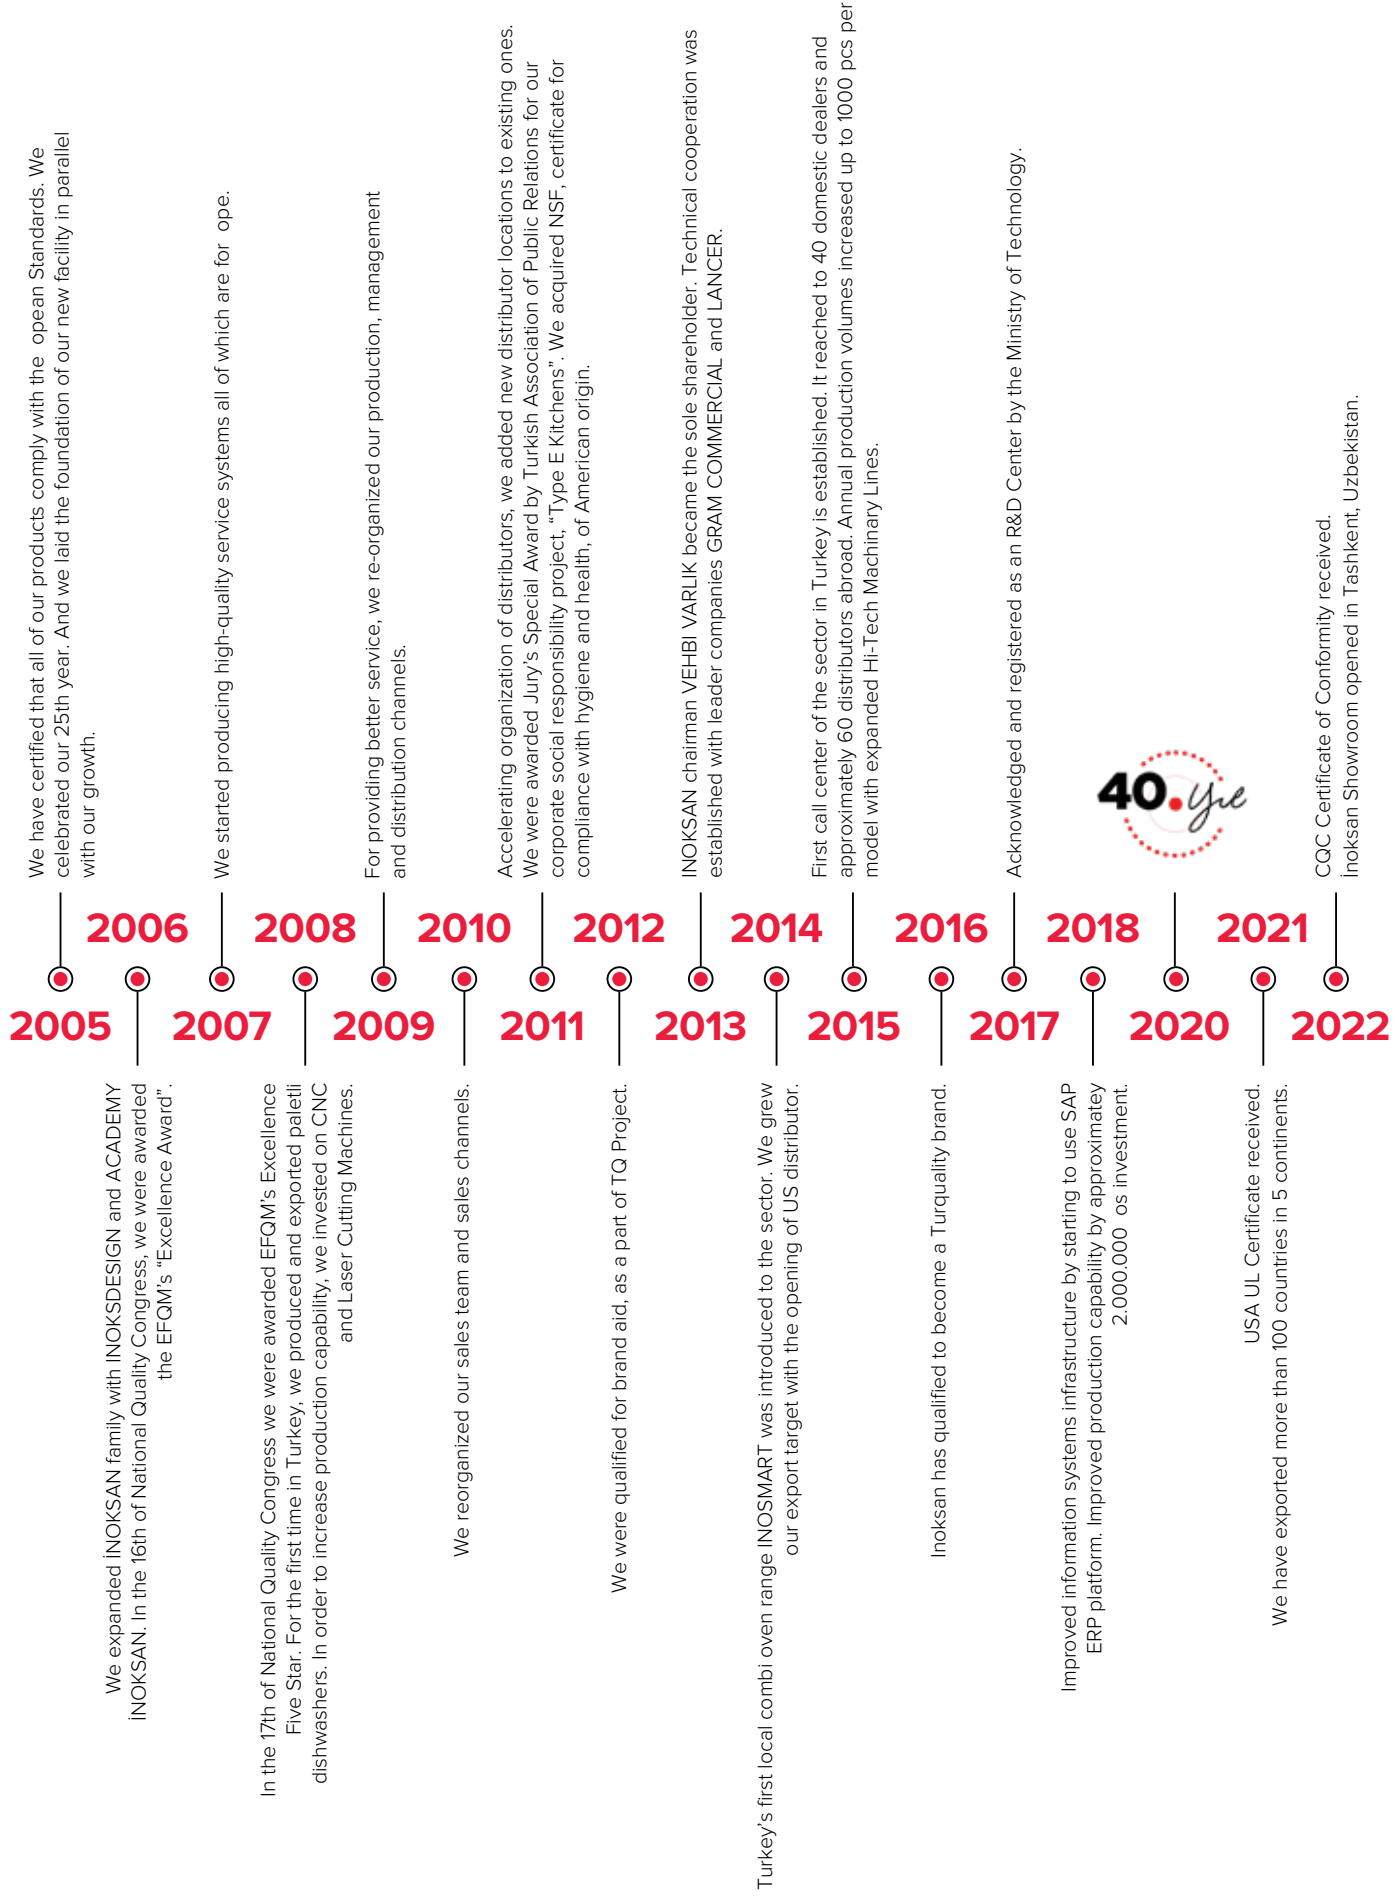 2005
We have certified that all of our products comply with the opean Standards. We
celebrated our 25th year. And we laid the foundation of our new facility in parallel
with our growth.
2006
We expanded İNOKSAN family with INOKSDESIGN and ACADEMY
İNOKSAN. In the 16th of National Quality Congress, we were awarded
the EFQM’s “Excellence Award”.
2007
We started producing high-quality service systems all of which are for ope.
2008
In the 17th of National Quality Congress we were awarded EFQM’s Excellence
Five Star. For the first time in Turkey, we produced and exported paletli
dishwashers. In order to increase production capability, we invested on CNC
and Laser Cutting Machines.
2009
For providing better service, we re-organized our production, management
and distribution channels.
2010
We reorganized our sales team and sales channels.
2011
Accelerating organization of distributors, we added new distributor locations to existing ones.
We were awarded Jury’s Special Award by Turkish Association of Public Relations for our
corporate social responsibility project, “Type E Kitchens”. We acquired NSF, certificate for
compliance with hygiene and health, of American origin.
2012
We were qualified for brand aid, as a part of TQ Project.
2013
INOKSAN chairman VEHBI VARLIK became the sole shareholder. Technical cooperation was
established with leader companies GRAM COMMERCIAL and LANCER.
2014
Turkey’s first local combi oven range INOSMART was introduced to the sector. We grew
our export target with the opening of US distributor.
2015
First call center of the sector in Turkey is established. It reached to 40 domestic dealers and
approximately 60 distributors abroad. Annual production volumes increased up to 1000 pcs per
model with expanded Hi-Tech Machinary Lines.
2016
Inoksan has qualified to become a Turquality brand.
2017
Acknowledged and registered as an R&D Center by the Ministry of Technology.
2018
Improved information systems infrastructure by starting to use SAP
ERP platform. Improved production capability by approximatey
2.000.000 os investment.
2020
40.yıl
2021
USA UL Certificate received.
We have exported more than 100 countries in 5 continents.
2022
CQC Certificate of Conformity received.
İnoksan Showroom opened in Tashkent, Uzbekistan.